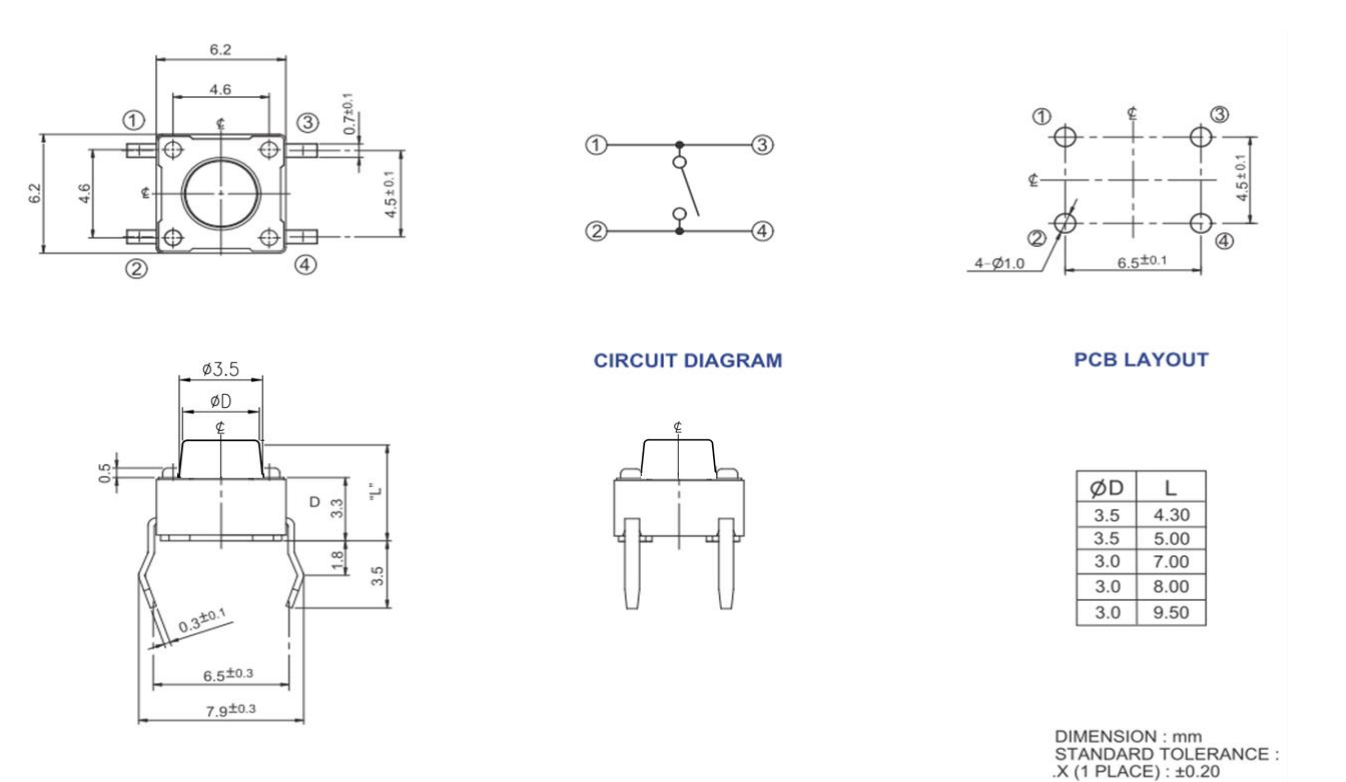 6.2
4.6
① ℄ ③ 0.7±0.1
6.2 4.6 ℄ 4.5±0.1
② ④
① ③
② ④
CIRCUIT DIAGRAM
① ℄ ③
℄ 4.5±0.1
② ④
4-Ø1.0 6.5±0.1
PCB LAYOUT
Ø3.5
ØD
℄
0.5 D 3.3 "L"
1.8 3.5
0.3±0.1
6.5±0.3
7.9±0.3
℄
ØD L
3.5 4.30
3.5 5.00
3.0 7.00
3.0 8.00
3.0 9.50
DIMENSION : mm
STANDARD TOLERANCE :
.X (1 PLACE) : ±0.20